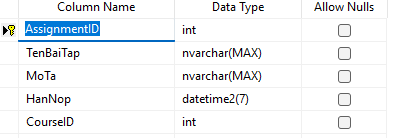 Column Name Data Type Allow Nulls
AssignmentID int
TenBaiTap nvarchar(MAX)
MoTa nvarchar(MAX)
HanNop datetime2(7)
CourseID int